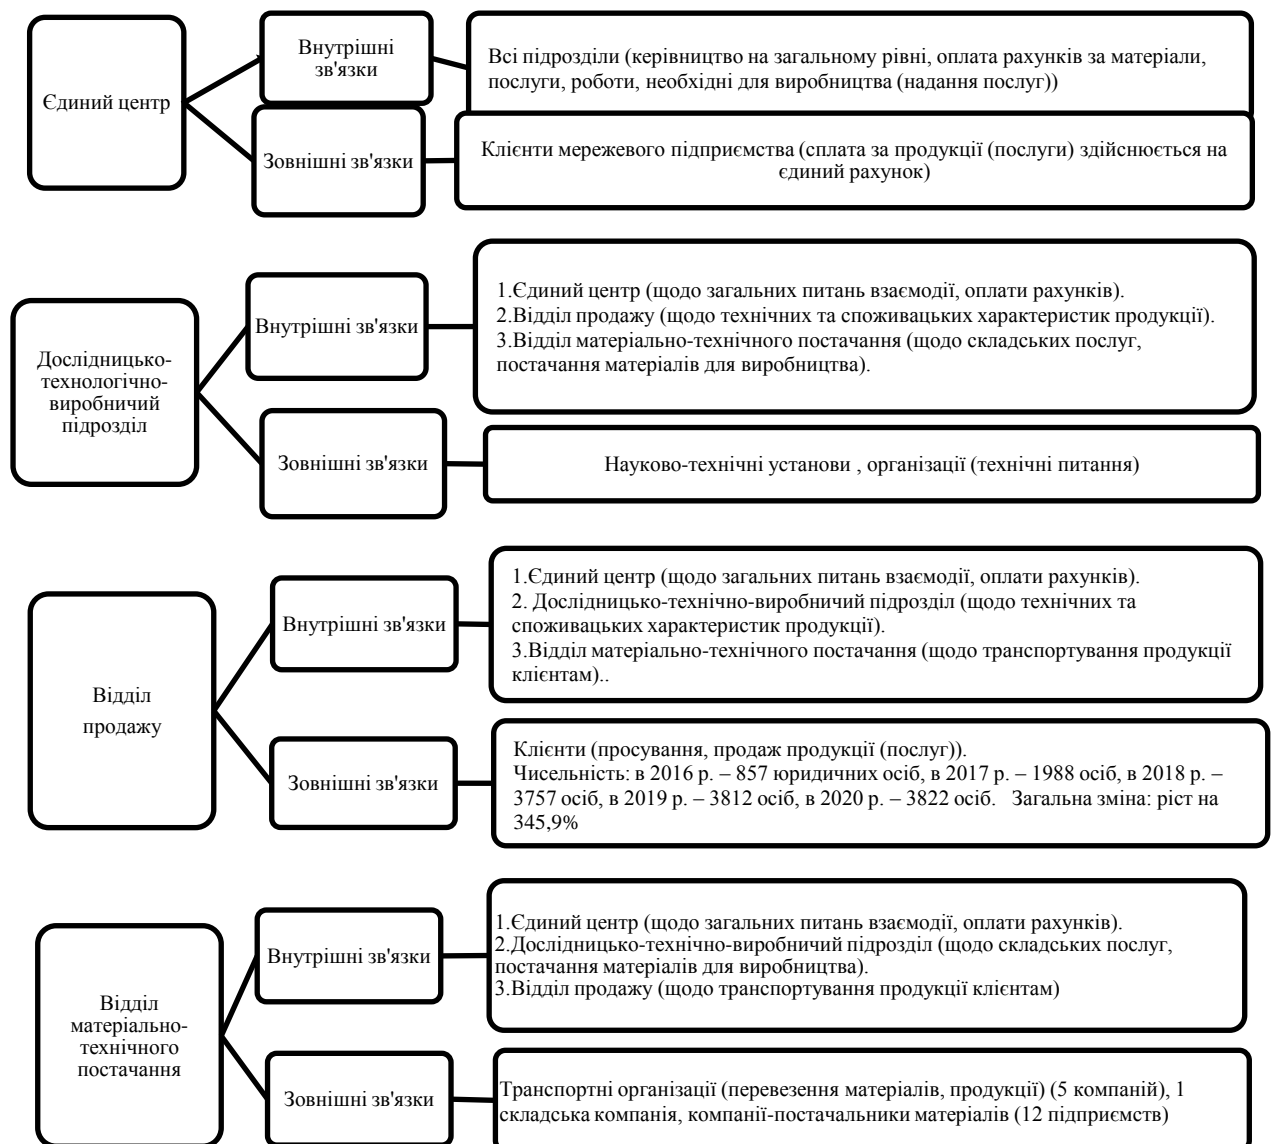 Єдиний центр
Внутрішні
зв'язки
Всі підрозділи (керівництво на загальному рівні, оплата рахунків за матеріали,
послуги, роботи, необхідні для виробництва (надання послуг))
Зовнішні зв'язки
Клієнти мережевого підприємства (сплата за продукції (послуги) здійснюється на
єдиний рахунок)
Дослідницько-
технологічно-
виробничий
підрозділ
Внутрішні зв'язки
1.Єдиний центр (щодо загальних питань взаємодії, оплати рахунків).
2.Відділ продажу (щодо технічних та споживацьких характеристик продукції).
3.Відділ матеріально-технічного постачання (щодо складських послуг,
постачання матеріалів для виробництва).
Зовнішні зв'язки
Науково-технічні установи , організації (технічні питання)
Відділ
продажу
Внутрішні зв'язки
1.Єдиний центр (щодо загальних питань взаємодії, оплати рахунків).
2. Дослідницько-технічно-виробничий підрозділ (щодо технічних та
споживацьких характеристик продукції).
3.Відділ матеріально-технічного постачання (щодо транспортування продукції
клієнтам)..
Зовнішні зв'язки
Клієнти (просування, продаж продукції (послуг)).
Чисельність: в 2016 р. – 857 юридичних осіб, в 2017 р. – 1988 осіб, в 2018 р. –
3757 осіб, в 2019 р. – 3812 осіб, в 2020 р. – 3822 осіб. Загальна зміна: ріст на
345,9%
Відділ
матеріально-
технічного
постачання
Внутрішні зв'язки
1.Єдиний центр (щодо загальних питань взаємодії, оплати рахунків).
2.Дослідницько-технічно-виробничий підрозділ (щодо складських послуг,
постачання матеріалів для виробництва).
3.Відділ продажу (щодо транспортування продукції клієнтам)
Зовнішні зв'язки
Транспортні організації (перевезення матеріалів, продукції) (5 компаній), 1
складська компанія, компанії-постачальники матеріалів (12 підприємств)